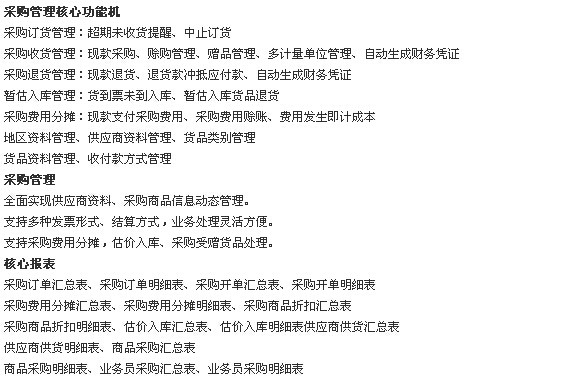 采购管理核心功能机
采购订货管理：超期未收货提醒、中止订货
采购收货管理：现款采购、赊购管理、赠品管理、多计量单位管理、自动生成财务凭证
采购退货管理：现款退货、退货款冲抵应付款、自动生成财务凭证
暂估入库管理：货到票未到入库、暂估入库货品退货
采购费用分摊：现款支付采购费用、采购费用赊账、费用发生即计成本
地区资料管理、供应商资料管理、货品类别管理
货品资料管理、收付款方式管理
采购管理
全面实现供应商资料、采购商品信息动态管理。
支持多种发票形式、结算方式，业务处理灵活方便。
支持采购费用分摊，估价入库、采购受赠货品处理。
核心报表
采购订单汇总表、采购订单明细表、采购开单汇总表、采购开单明细表
采购费用分摊汇总表、采购费用分摊明细表、采购商品折扣汇总表
采购商品折扣明细表、估价入库汇总表、估价入库明细表供应商供货汇总表
供应商供货明细表、商品采购汇总表
商品采购明细表、业务员采购汇总表、业务员采购明细表